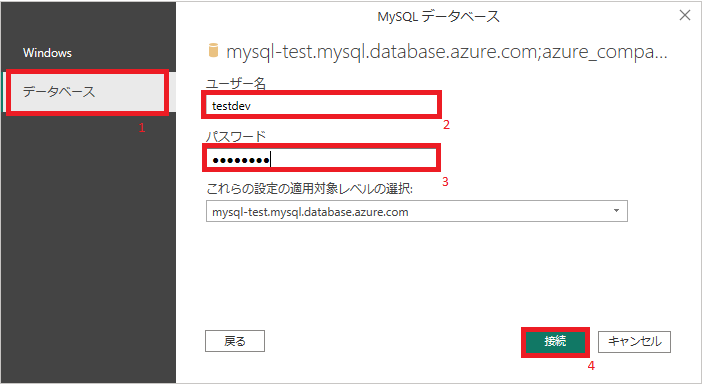 MySQL データベース
Windows
データベース
1
mysql-test.mysql.database.azure.com;azure_compa...
ユーザー名
testdev
2
パスワード
●●●●●●●●
3
これらの設定の適用対象レベルの選択:
mysql-test.mysql.database.azure.com
戻る
接続
キャンセル
4